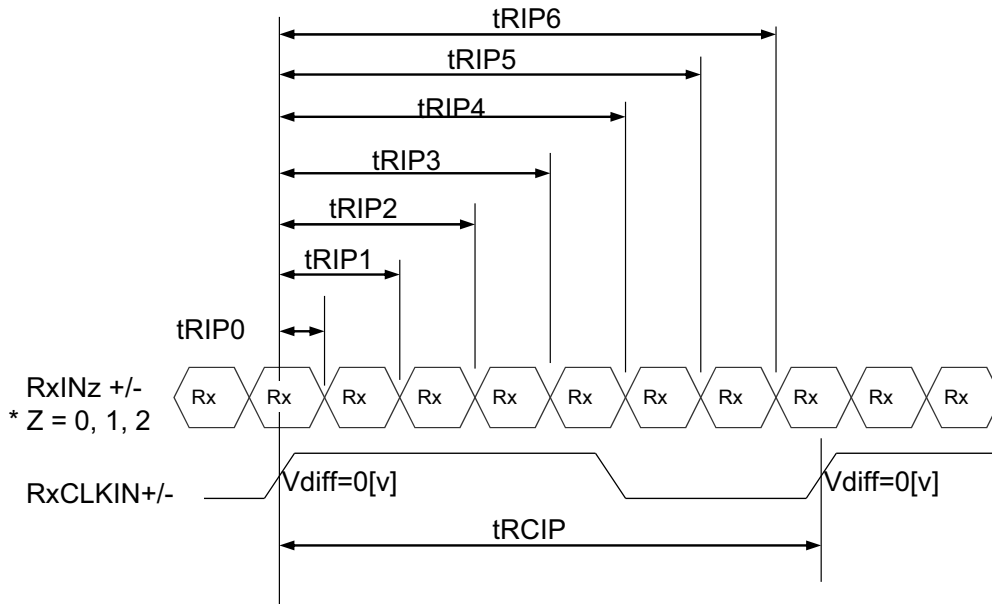 tRIP6
tRIP5
tRIP4
tRIP3
tRIP2
tRIP1
tRIP0
RxINz +/-
* Z = 0, 1, 2
Rx Rx Rx Rx Rx Rx Rx Rx Rx Rx Rx
RxCLKIN+/-
Vdiff=0[v] Vdiff=0[v]
tRCIP